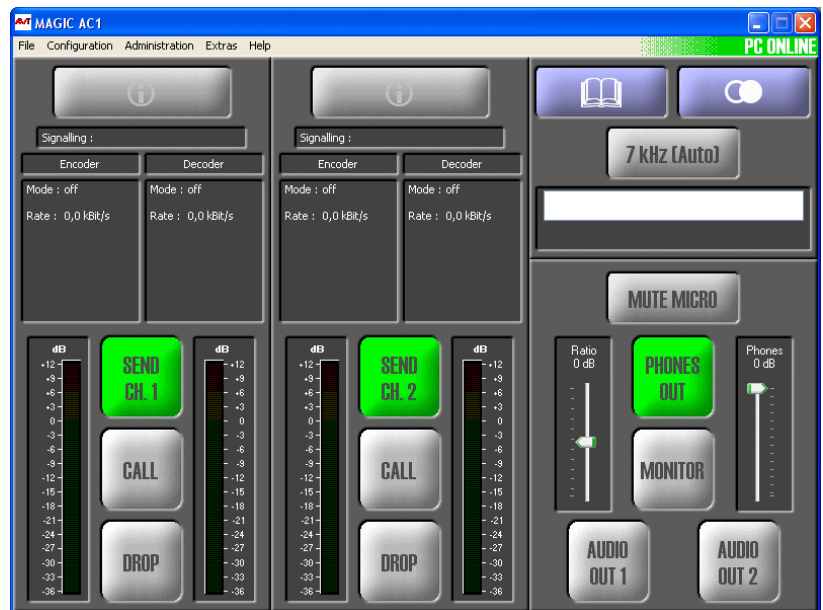 AVT MAGIC AC1
File Configuration Administration Extras Help
PC ONLINE
Signalling :
Encoder Decoder
Mode : off
Rate : 0,0 kBit/s
Mode : off
Rate : 0,0 kBit/s
dB
+12
+9
+6
+3
0
-3
-6
-9
-12
-15
-18
-21
-24
-27
-30
-33
-36
SEND
CH. 1
CALL
DROP
dB
+12
+9
+6
+3
0
-3
-6
-9
-12
-15
-18
-21
-24
-27
-30
-33
-36
Signalling :
Encoder Decoder
Mode : off
Rate : 0,0 kBit/s
Mode : off
Rate : 0,0 kBit/s
dB
+12
+9
+6
+3
0
-3
-6
-9
-12
-15
-18
-21
-24
-27
-30
-33
-36
SEND
CH. 2
CALL
DROP
dB
+12
+9
+6
+3
0
-3
-6
-9
-12
-15
-18
-21
-24
-27
-30
-33
-36
7 kHz (Auto)
MUTE MICRO
Ratio
0 dB
PHONES
OUT
MONITOR
Phones
0 dB
AUDIO
OUT 1
AUDIO
OUT 2